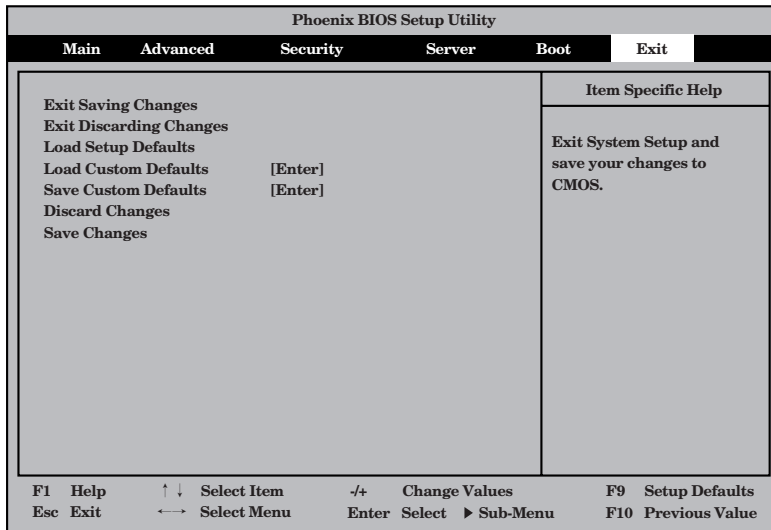 Phoenix BIOS Setup Utility
Main Advanced Security Server Boot Exit
Exit Saving Changes
Exit Discarding Changes
Load Setup Defaults
Load Custom Defaults [Enter]
Save Custom Defaults [Enter]
Discard Changes
Save Changes
Item Specific Help
Exit System Setup and
save your changes to
CMOS.
F1 Help ↑↓ Select Item -/+ Change Values F9 Setup Defaults
Esc Exit ←→ Select Menu Enter Select ▶ Sub-Menu F10 Previous Value